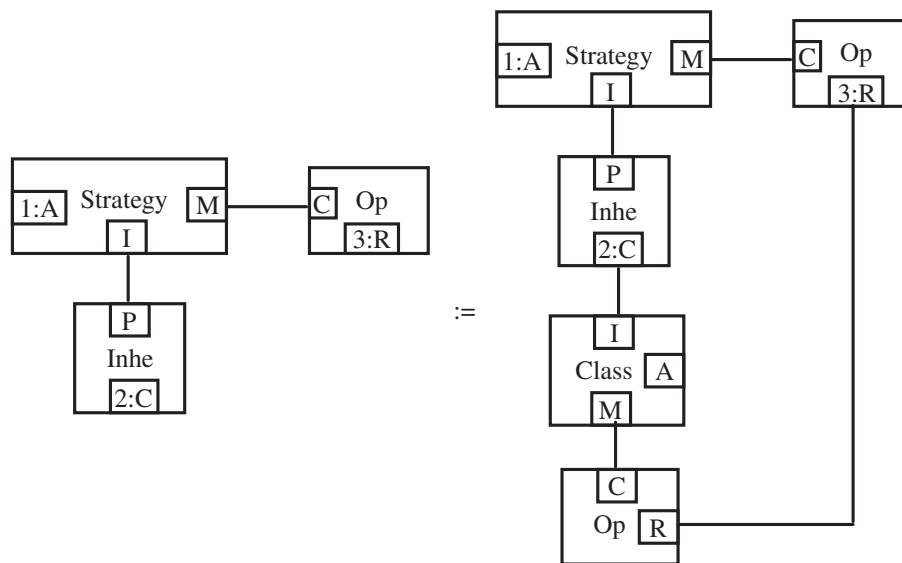 1:A
Strategy
M
I
C
Op
3:R
P
Inhe
2:C
:=
1:A
Strategy
M
I
C
Op
3:R
P
Inhe
2:C
I
Class
A
M
C
Op
R